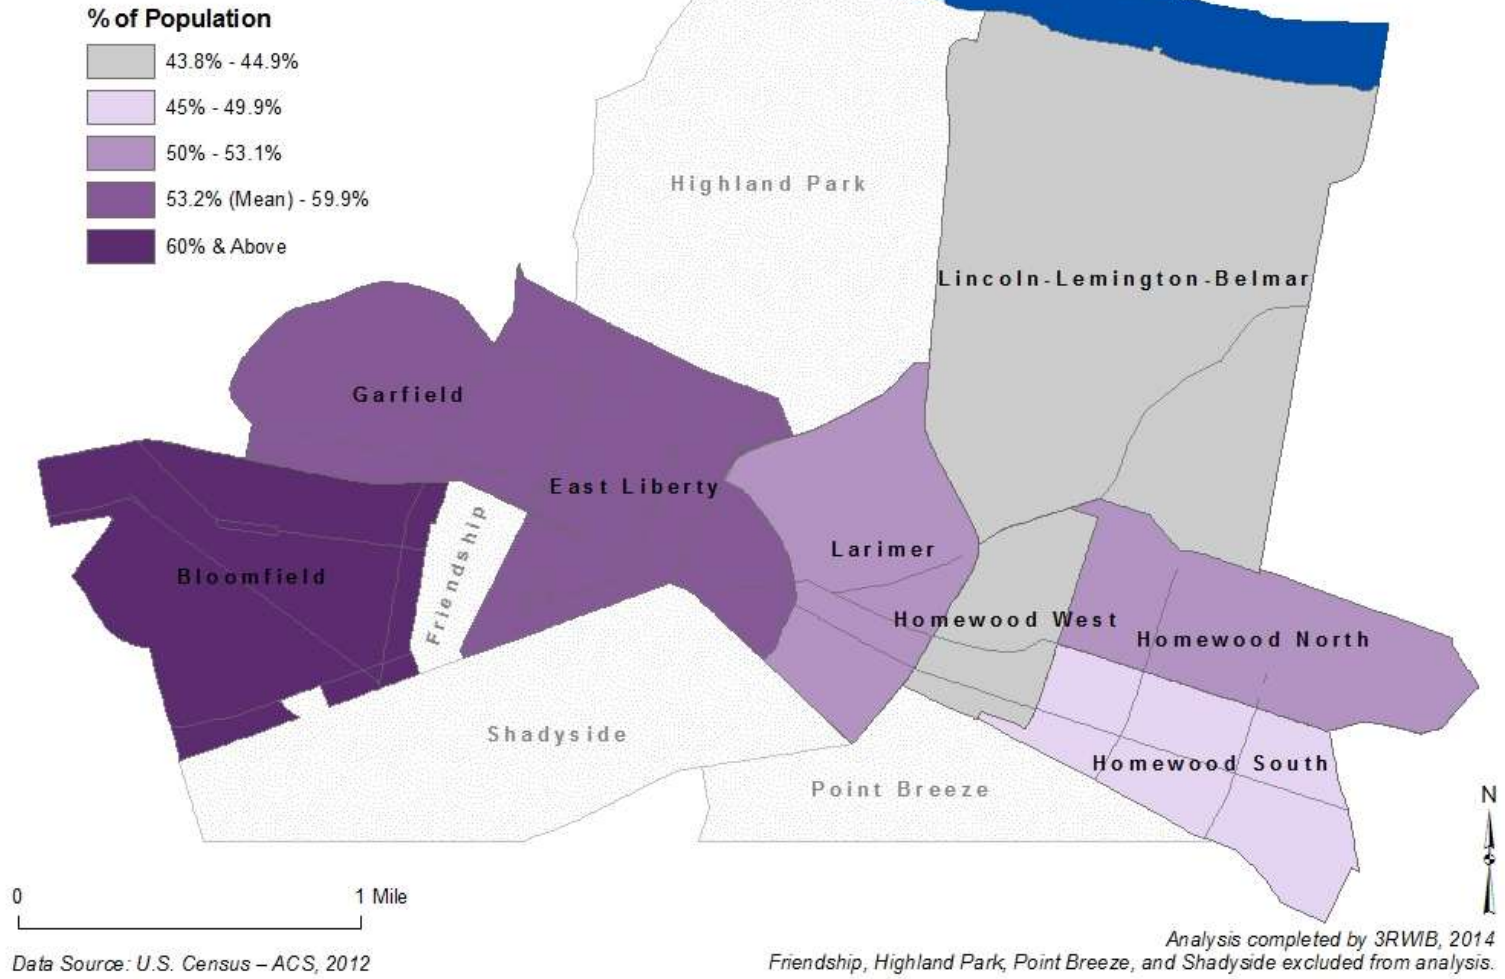 % of Population
43.8% - 44.9%
45% - 49.9%
50% - 53.1%
53.2% (Mean) - 59.9%
60% & Above
Highland Park
Lincoln-Lemington-Belmar
Garfield
East Liberty
Friendship
Larimer
Bloomfield
Homewood West
Homewood North
Shadyside
Homewood South
Point Breeze
N
0 1 Mile
Analysis completed by 3RWIB, 2014
Data Source: U.S. Census – ACS, 2012
Friendship, Highland Park, Point Breeze, and Shadyside excluded from analysis.